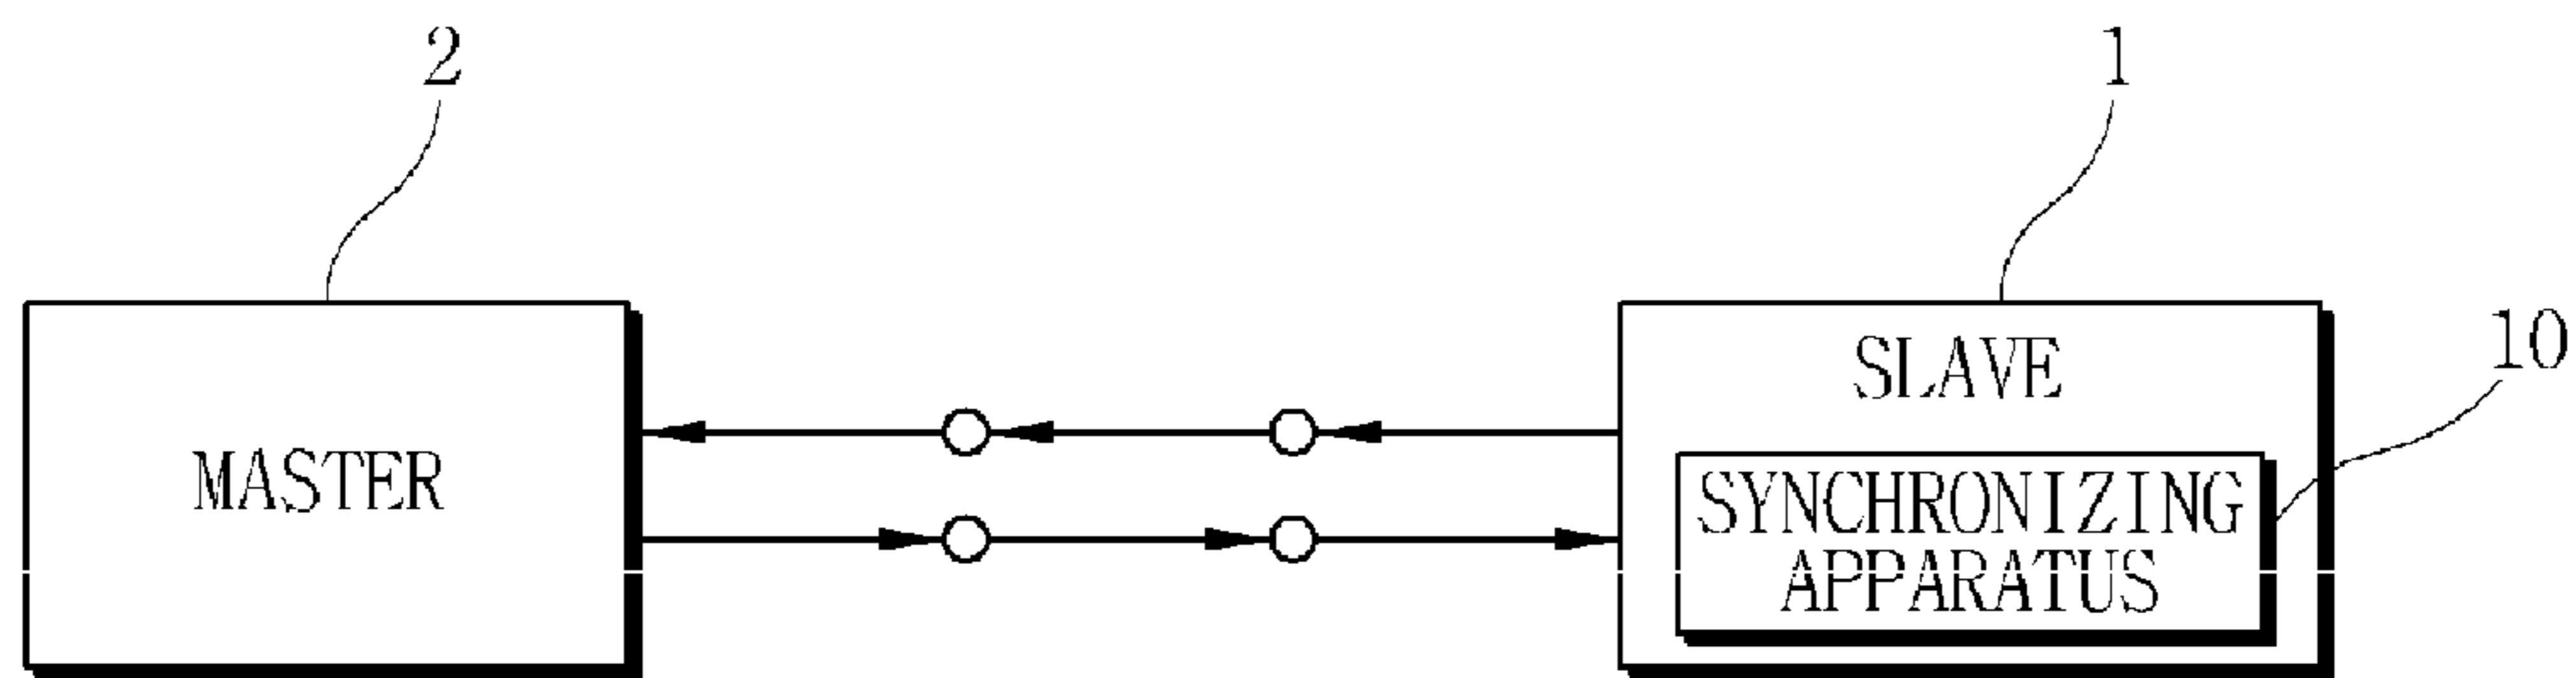 2
1
10
MASTER
SLAVE
SYNCHRONIZING
APPARATUS